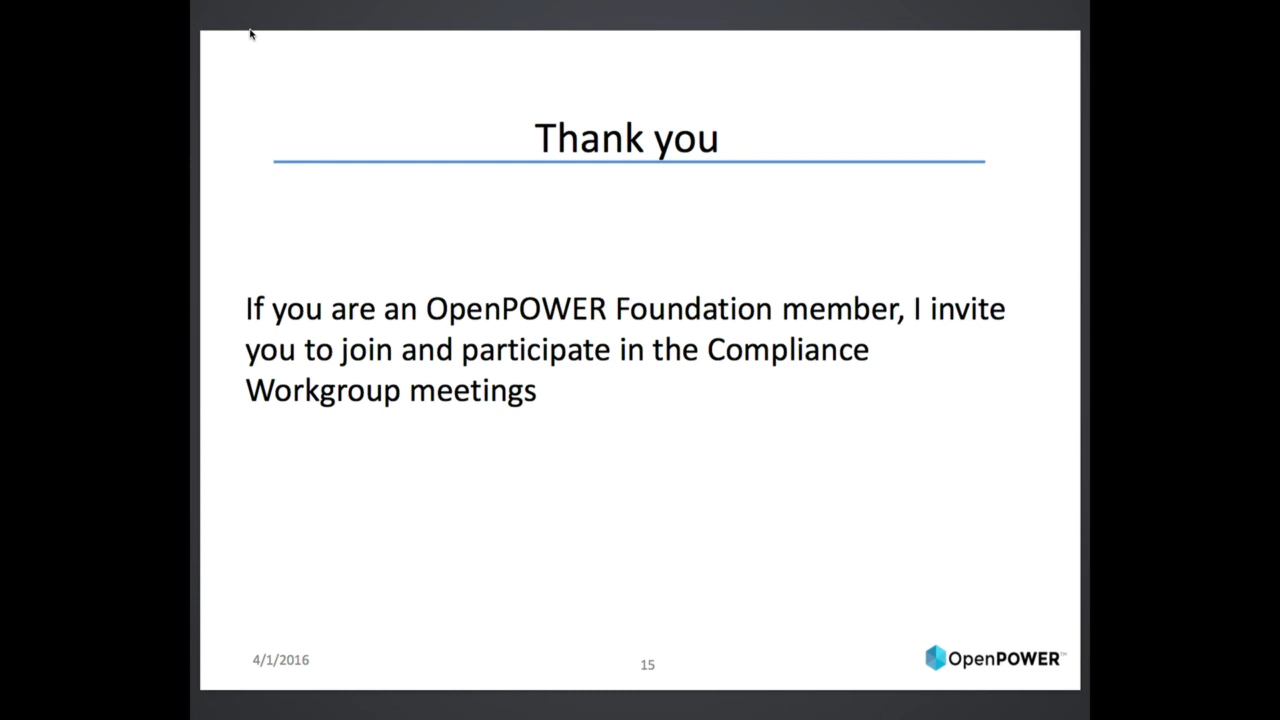 Thank you
If you are an OpenPOWER Foundation member, I invite
you to join and participate in the Compliance
Workgroup meetings
4/1/2016
15
OpenPOWER™